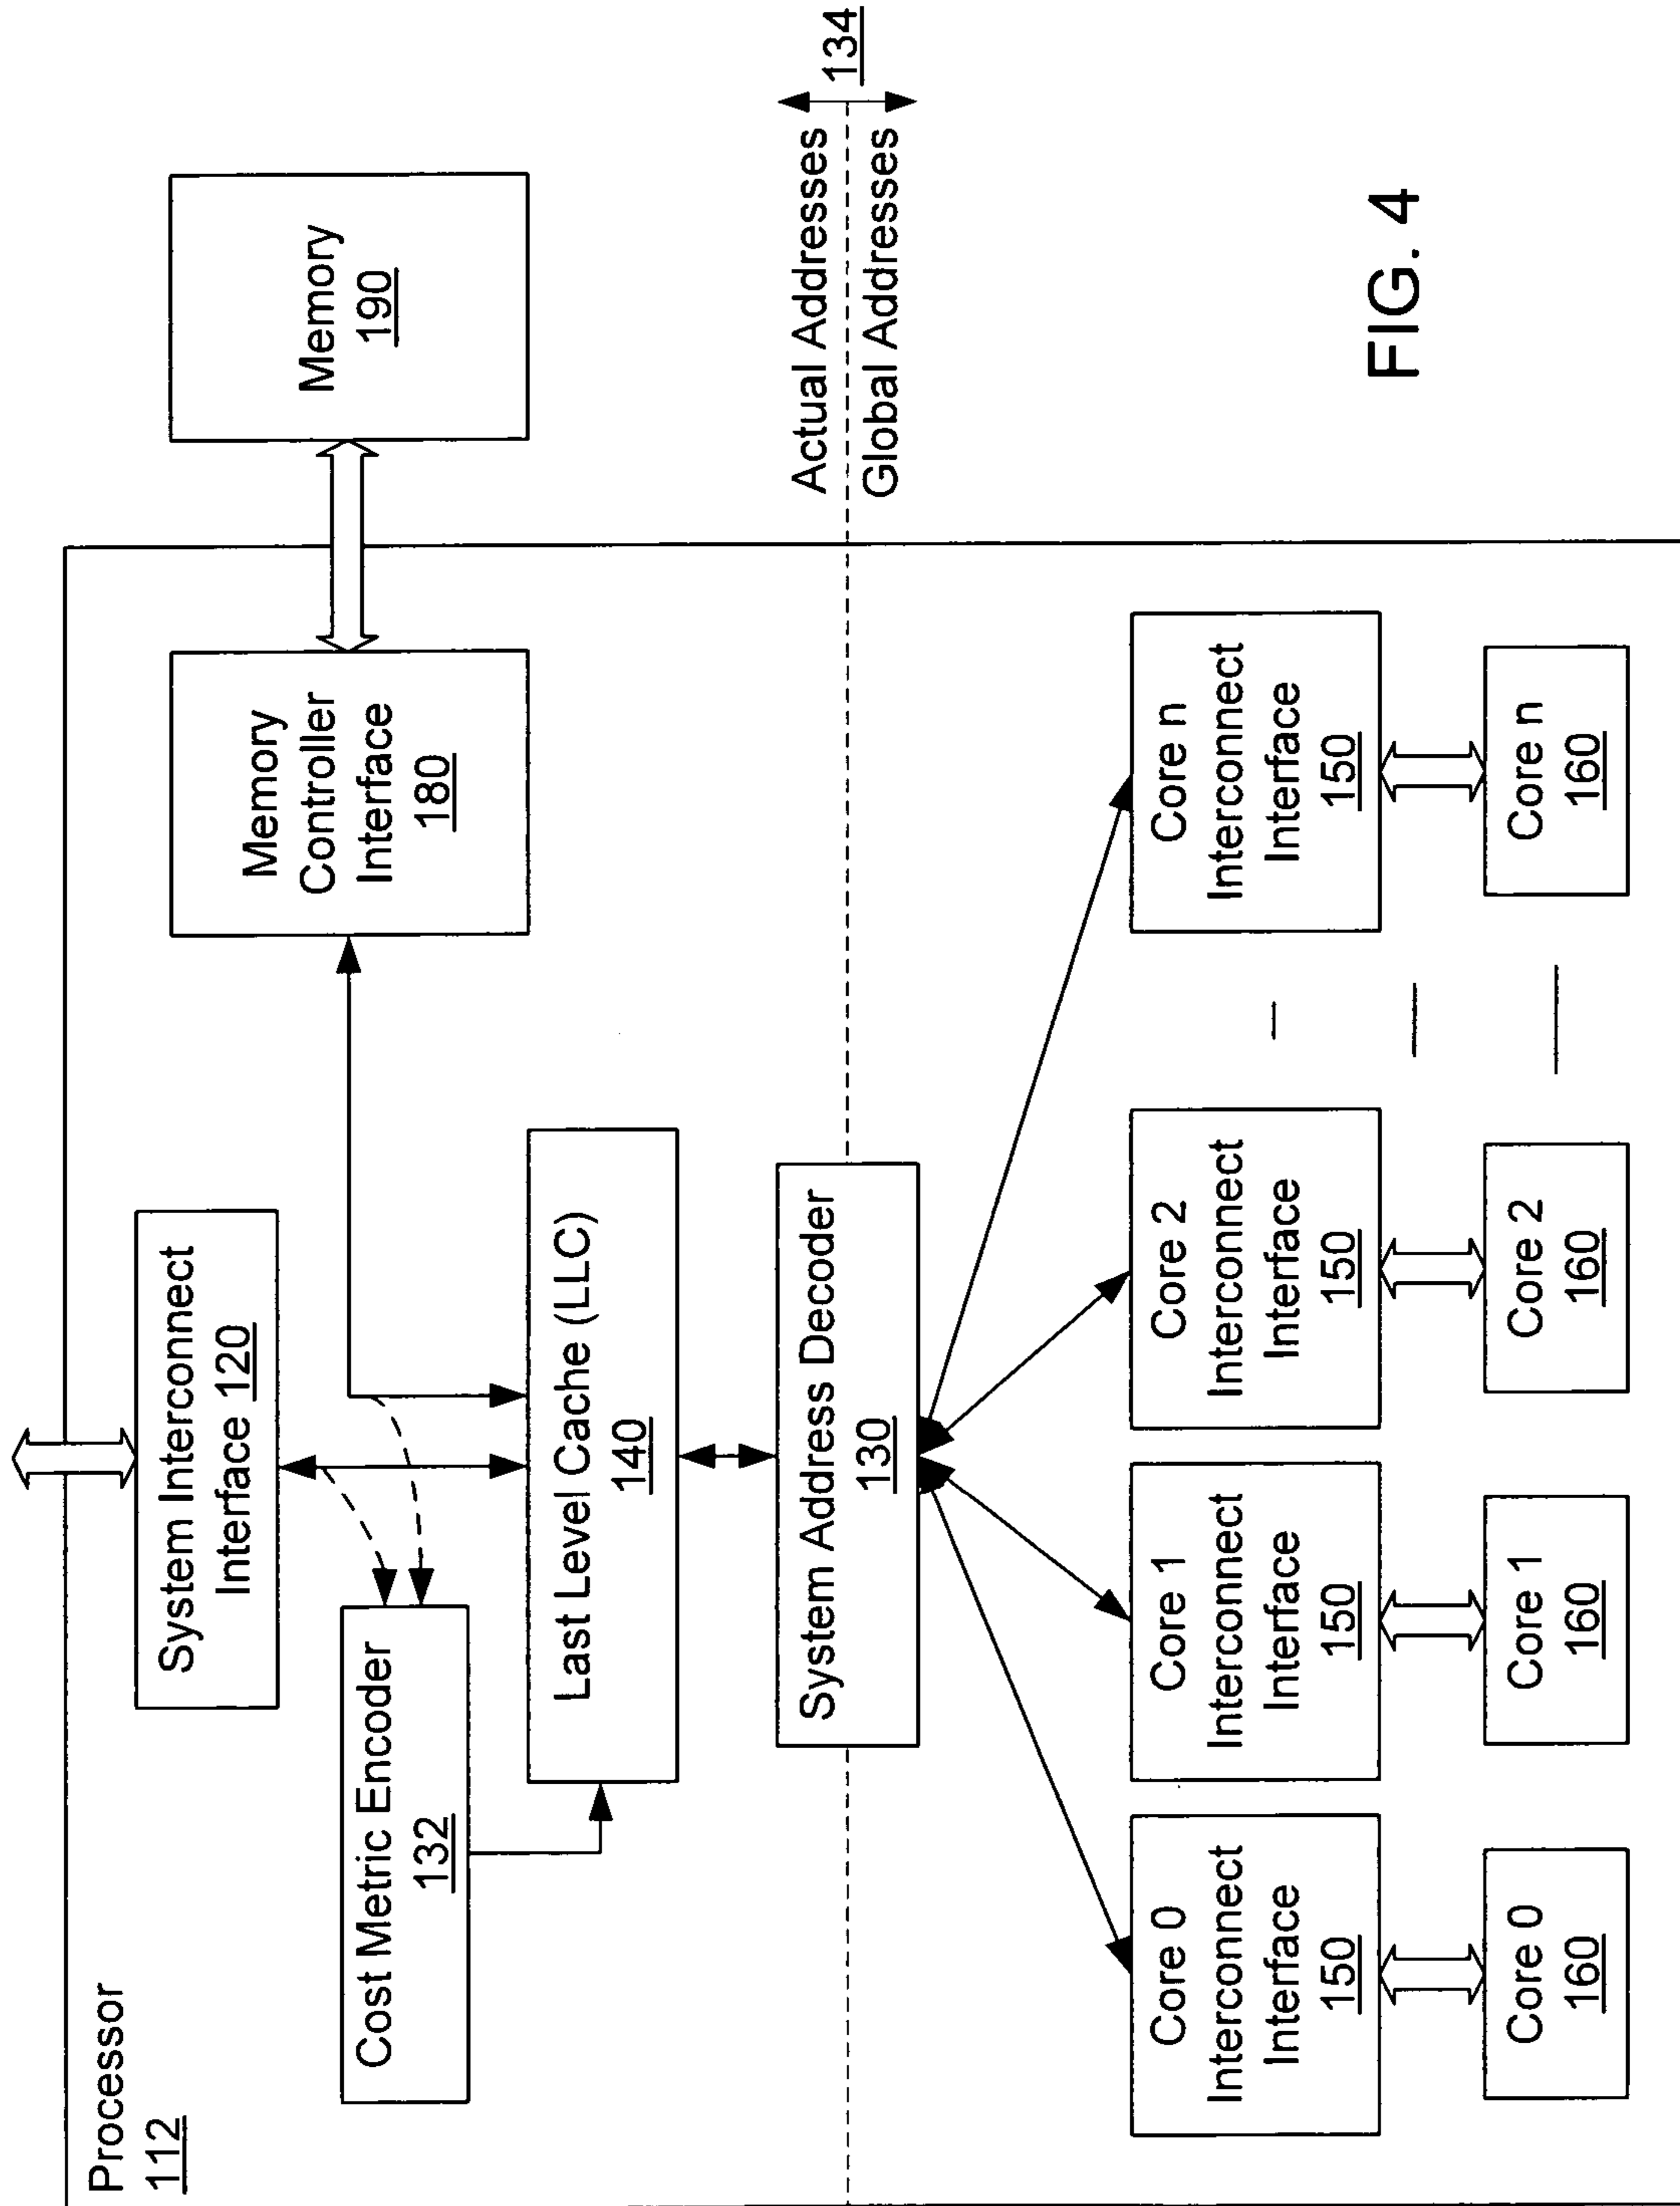 Processor
112
System Interconnect
Interface 120
Cost Metric Encoder
132
Memory
Controller
Interface
180
Memory
190
Last Level Cache (LLC)
140
System Address Decoder
130
Actual Addresses
Global Addresses
134
Core 0
Interconnect
Interface
150
Core 1
Interconnect
Interface
150
Core 2
Interconnect
Interface
150
Core n
Interconnect
Interface
150
Core 0
160
Core 1
160
Core 2
160
Core n
160
FIG. 4